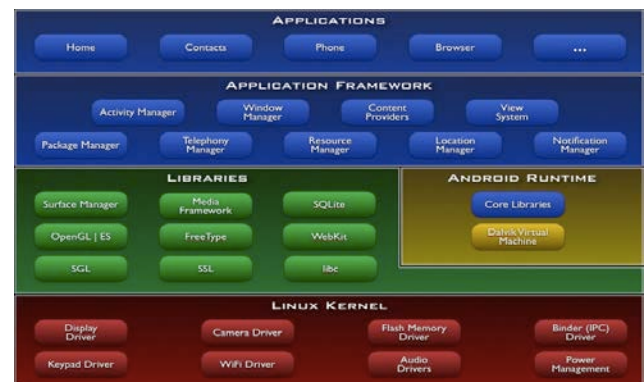 APPLICATIONS
Home Contacts Phone Browser ...
APPLICATION FRAMEWORK
Activity Manager Window Manager Content Providers View System
Package Manager Telephony Manager Resource Manager Location Manager Notification Manager
LIBRARIES
Surface Manager Media Framework SQLite
OpenGL | ES FreeType WebKit
SGL SSL libc
ANDROID RUNTIME
Core Libraries
Dalvik Virtual Machine
LINUX KERNEL
Display Driver Camera Driver Flash Memory Driver Binder (IPC) Driver
Keypad Driver WiFi Driver Audio Drivers Power Management